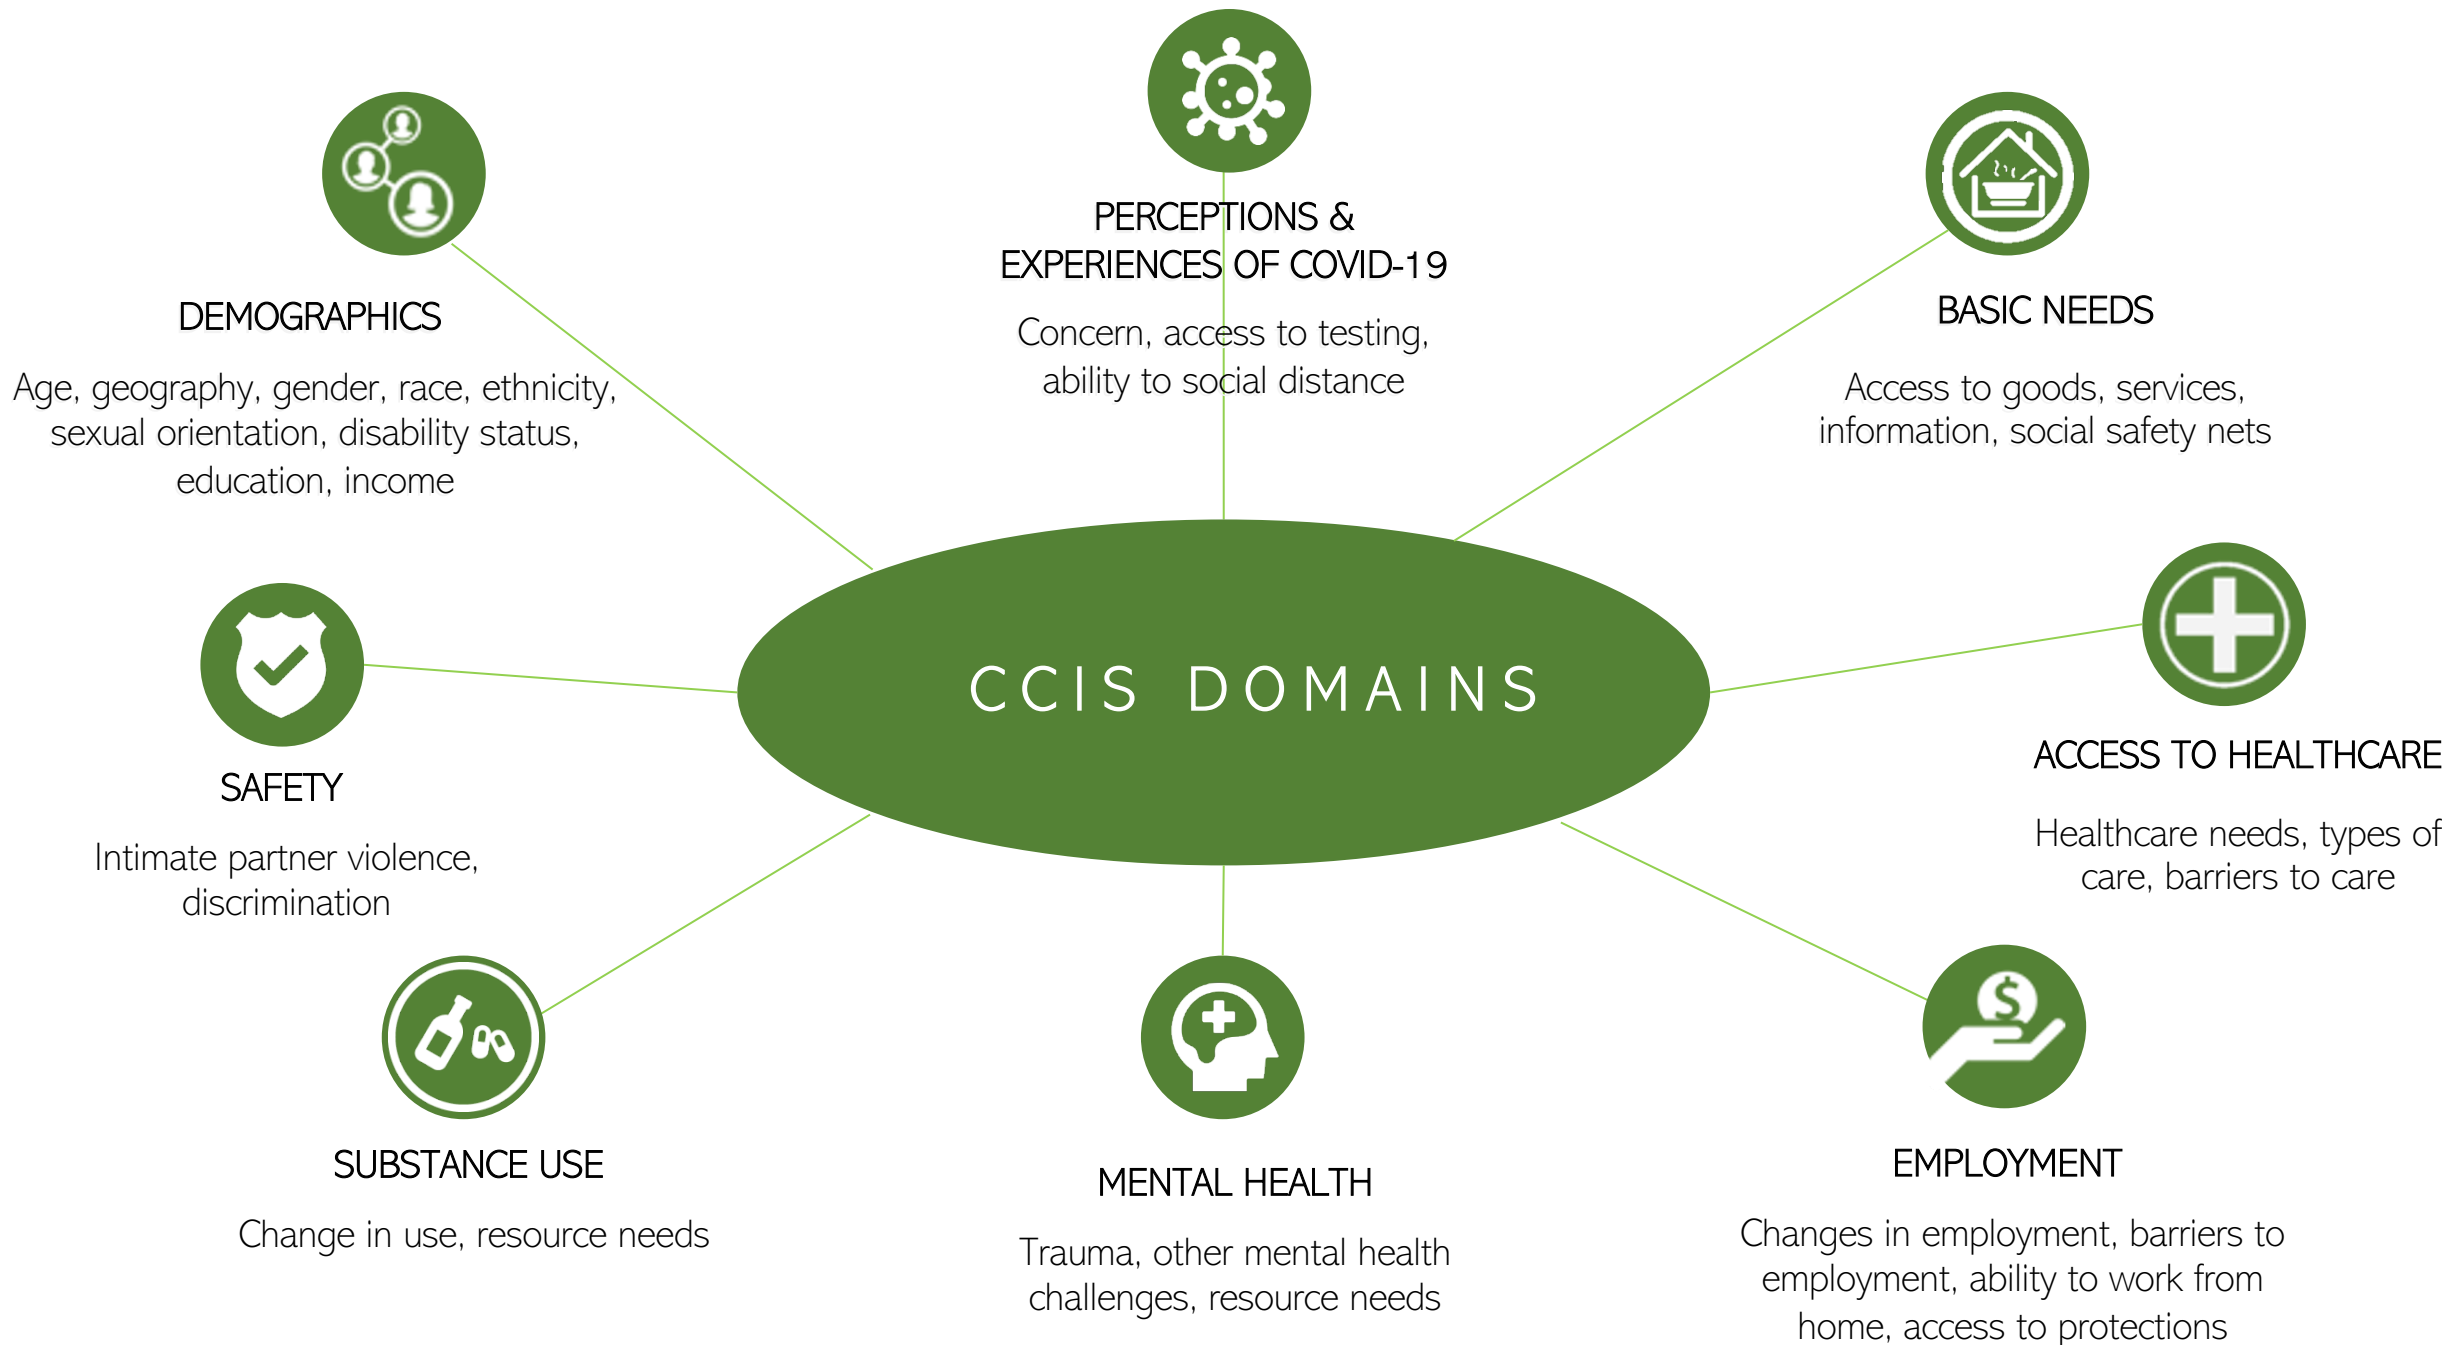 PERCEPTIONS &
EXPERIENCES OF COVID-19
Concern, access to testing,
ability to social distance
DEMOGRAPHICS
Age, geography, gender, race, ethnicity,
sexual orientation, disability status,
education, income
BASIC NEEDS
Access to goods, services,
information, social safety nets
CCIS DOMAINS
SAFETY
Intimate partner violence,
discrimination
ACCESS TO HEALTHCARE
Healthcare needs, types of
care, barriers to care
$
SUBSTANCE USE
Change in use, resource needs
MENTAL HEALTH
Trauma, other mental health
challenges, resource needs
EMPLOYMENT
Changes in employment, barriers to
employment, ability to work from
home, access to protections